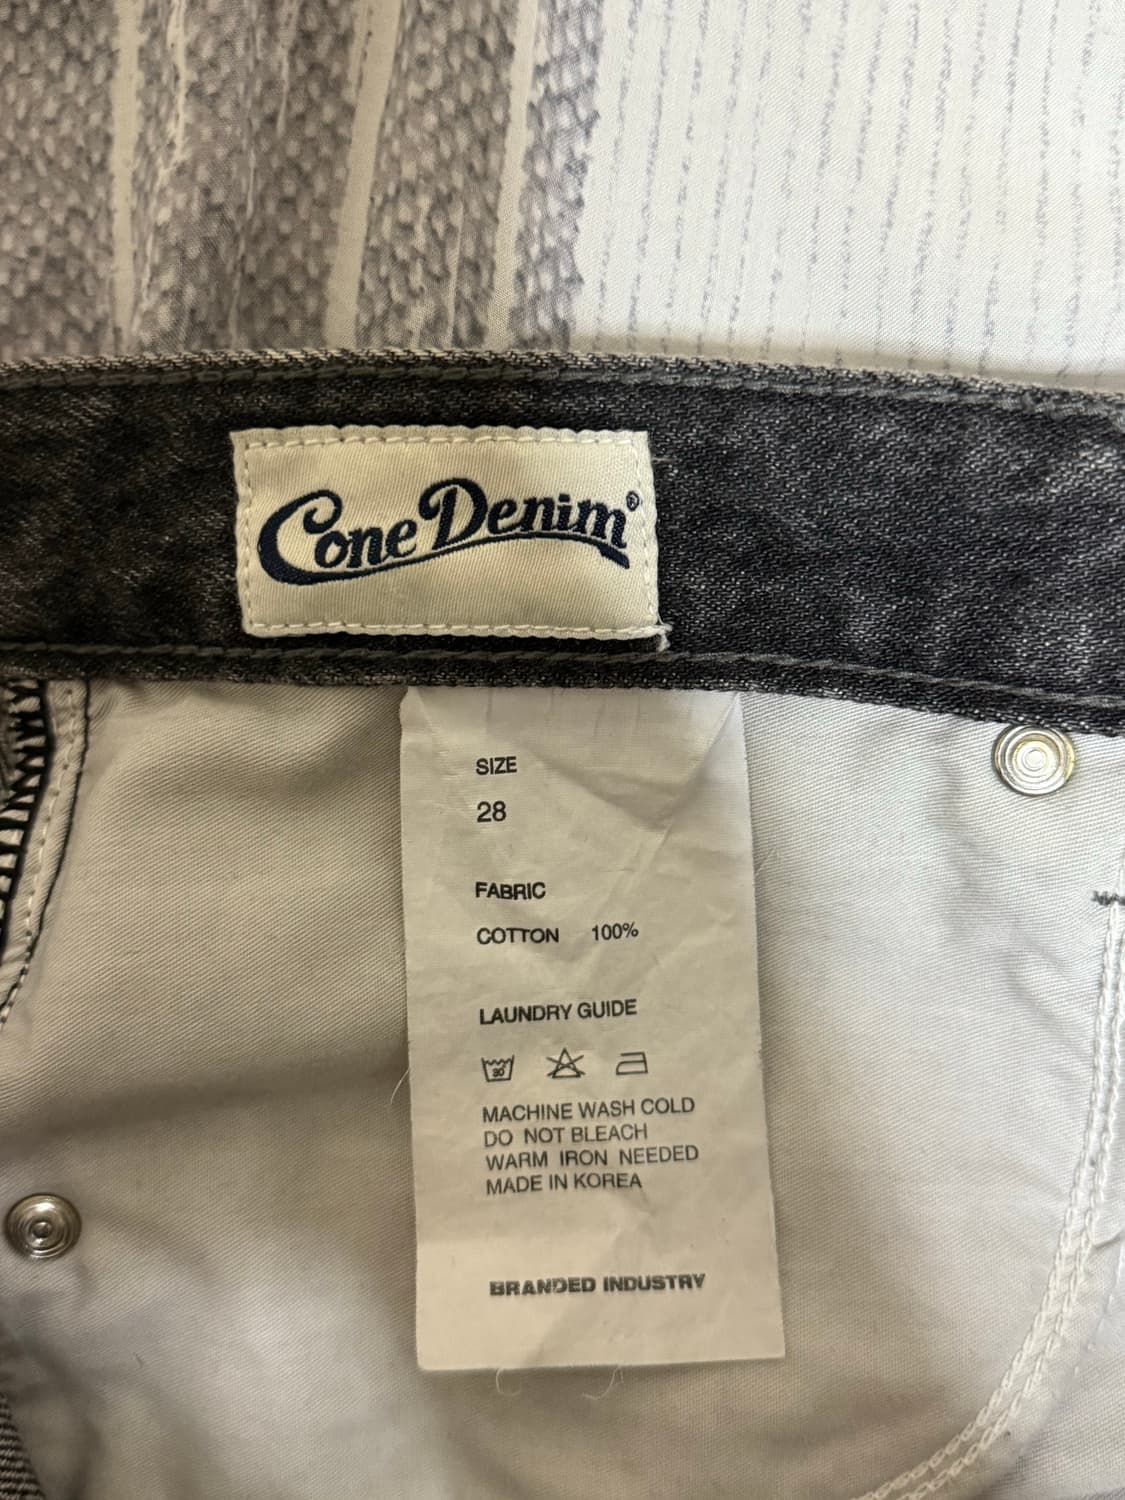 Cone Denim®
SIZE
28
FABRIC
COTTON 100%
LAUNDRY GUIDE
30
MACHINE WASH COLD
DO NOT BLEACH
WARM IRON NEEDED
MADE IN KOREA
BRANDED INDUSTRY